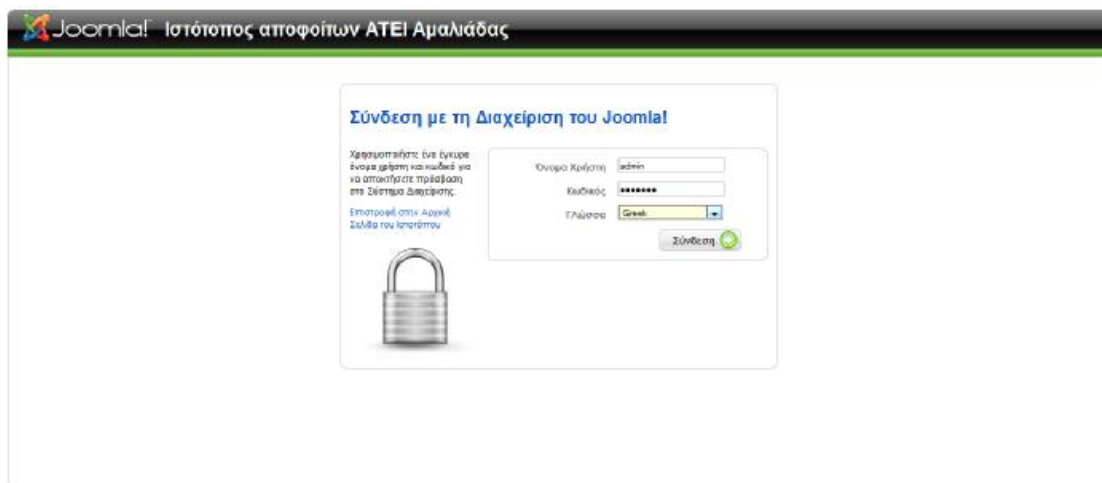 Joomla! Ιστότοπος αποφοίτων ΑΤΕΙ Αμαλιάδας
Σύνδεση με τη Διαχείριση του Joomla!
Χρησιμοποιήστε ένα έγκυρο
όνομα χρήστη και κωδικό για
να αποκτήσετε πρόσβαση
στο Σύστημα Διαχείρισης.
Επιστροφή στην Αρχική
Σελίδα του Ιστοτόπου
Όνομα Χρήστη admin
Κωδικός •••••••
Γλώσσα Greek
Σύνδεση